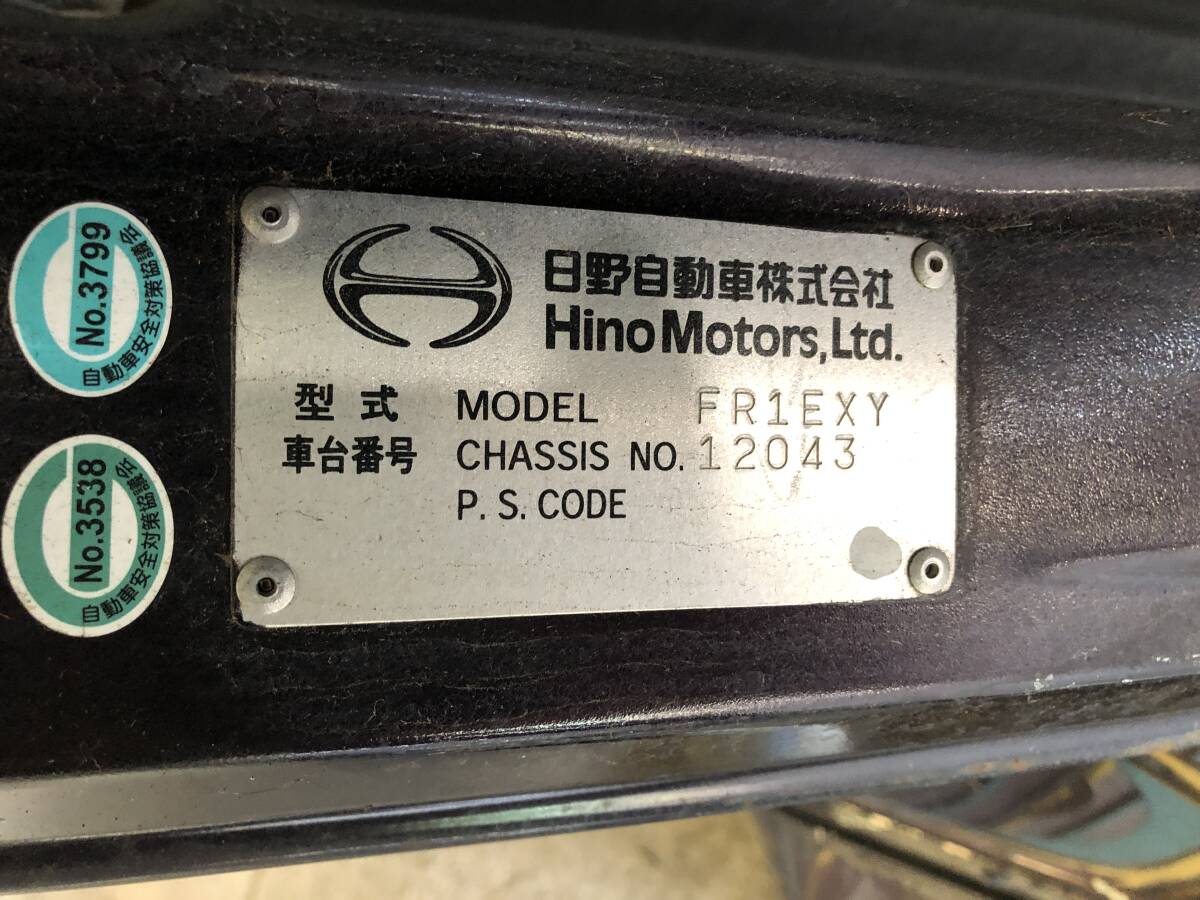 No.3799
自動車安全対策協議会
No.3538
自動車安全対策協議会
日野自動車株式会社
Hino Motors, Ltd.
型式 MODEL FR1EXY
車台番号 CHASSIS NO. 12043
P. S. CODE